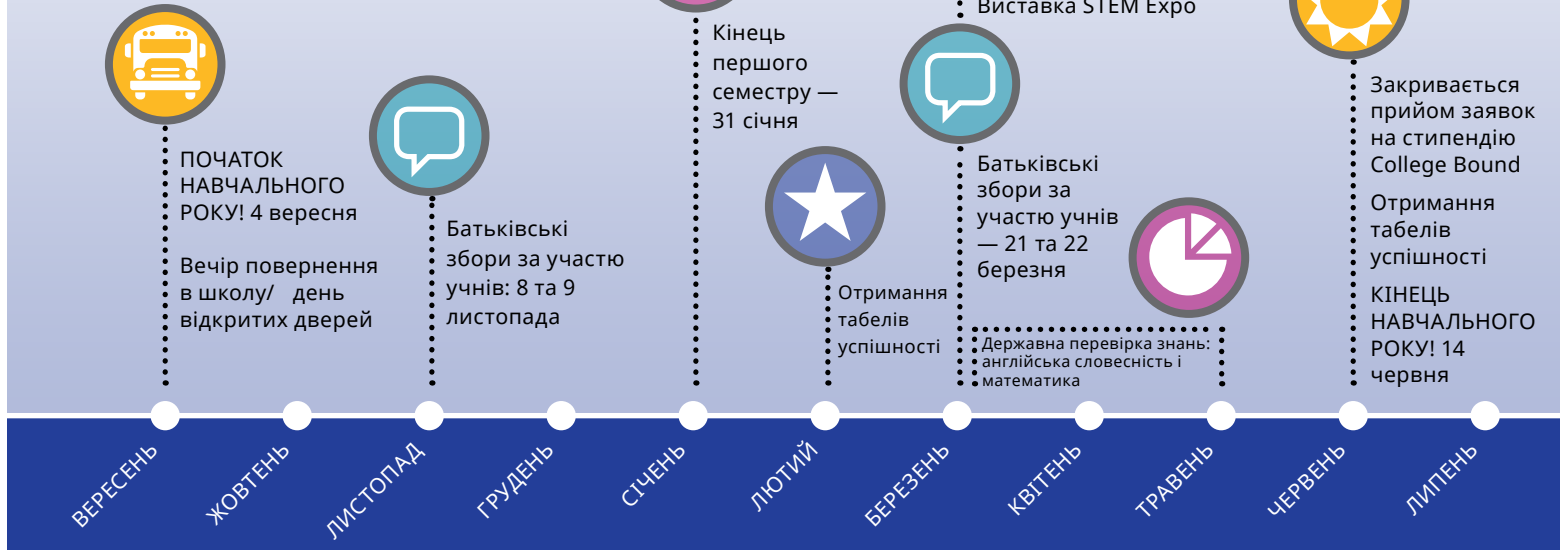 ПОЧАТОК
НАВЧАЛЬНОГО
РОКУ! 4 вересня
Вечір повернення
в школу/ день
відкритих дверей
Батьківські
збори за участю
учнів: 8 та 9
листопада
Кінець
першого
семестру —
31 січня
Отримання
табелів
успішності
Виставка STEM Expo
Батьківські
збори за
участю учнів
— 21 та 22
березня
Державна перевірка знань:
англійська словесність і
математика
Закривається
прийом заявок
на стипендію
College Bound
Отримання
табелів
успішності
КІНЕЦЬ
НАВЧАЛЬНОГО
РОКУ! 14
червня
ВЕРЕСЕНЬ
ЖОВТЕНЬ
ЛИСТОПАД
ГРУДЕНЬ
СІЧЕНЬ
ЛЮТИЙ
БЕРЕЗЕНЬ
КВІТЕНЬ
ТРАВЕНЬ
ЧЕРВЕНЬ
ЛИПЕНЬ